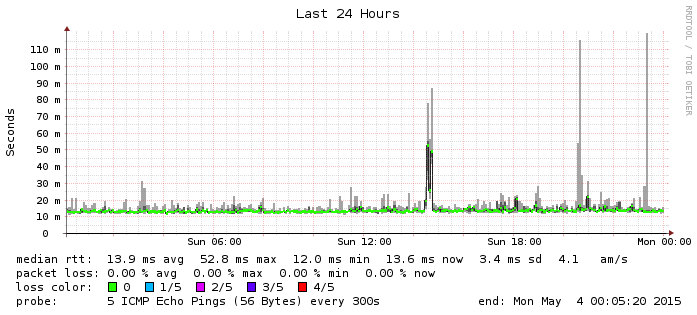 Last 24 Hours
RRDTOOL / TOBI OETIKER
Seconds
110 m
100 m
90 m
80 m
70 m
60 m
50 m
40 m
30 m
20 m
10 m
0
Sun 06:00 Sun 12:00 Sun 18:00 Mon 00:00
median rtt: 13.9 ms avg 52.8 ms max 12.0 ms min 13.6 ms now 3.4 ms sd 4.1 am/s
packet loss: 0.00 % avg 0.00 % max 0.00 % min 0.00 % now
loss color: 0 1/5 2/5 3/5 4/5
probe: 5 ICMP Echo Pings (56 Bytes) every 300s end: Mon May 4 00:05:20 2015